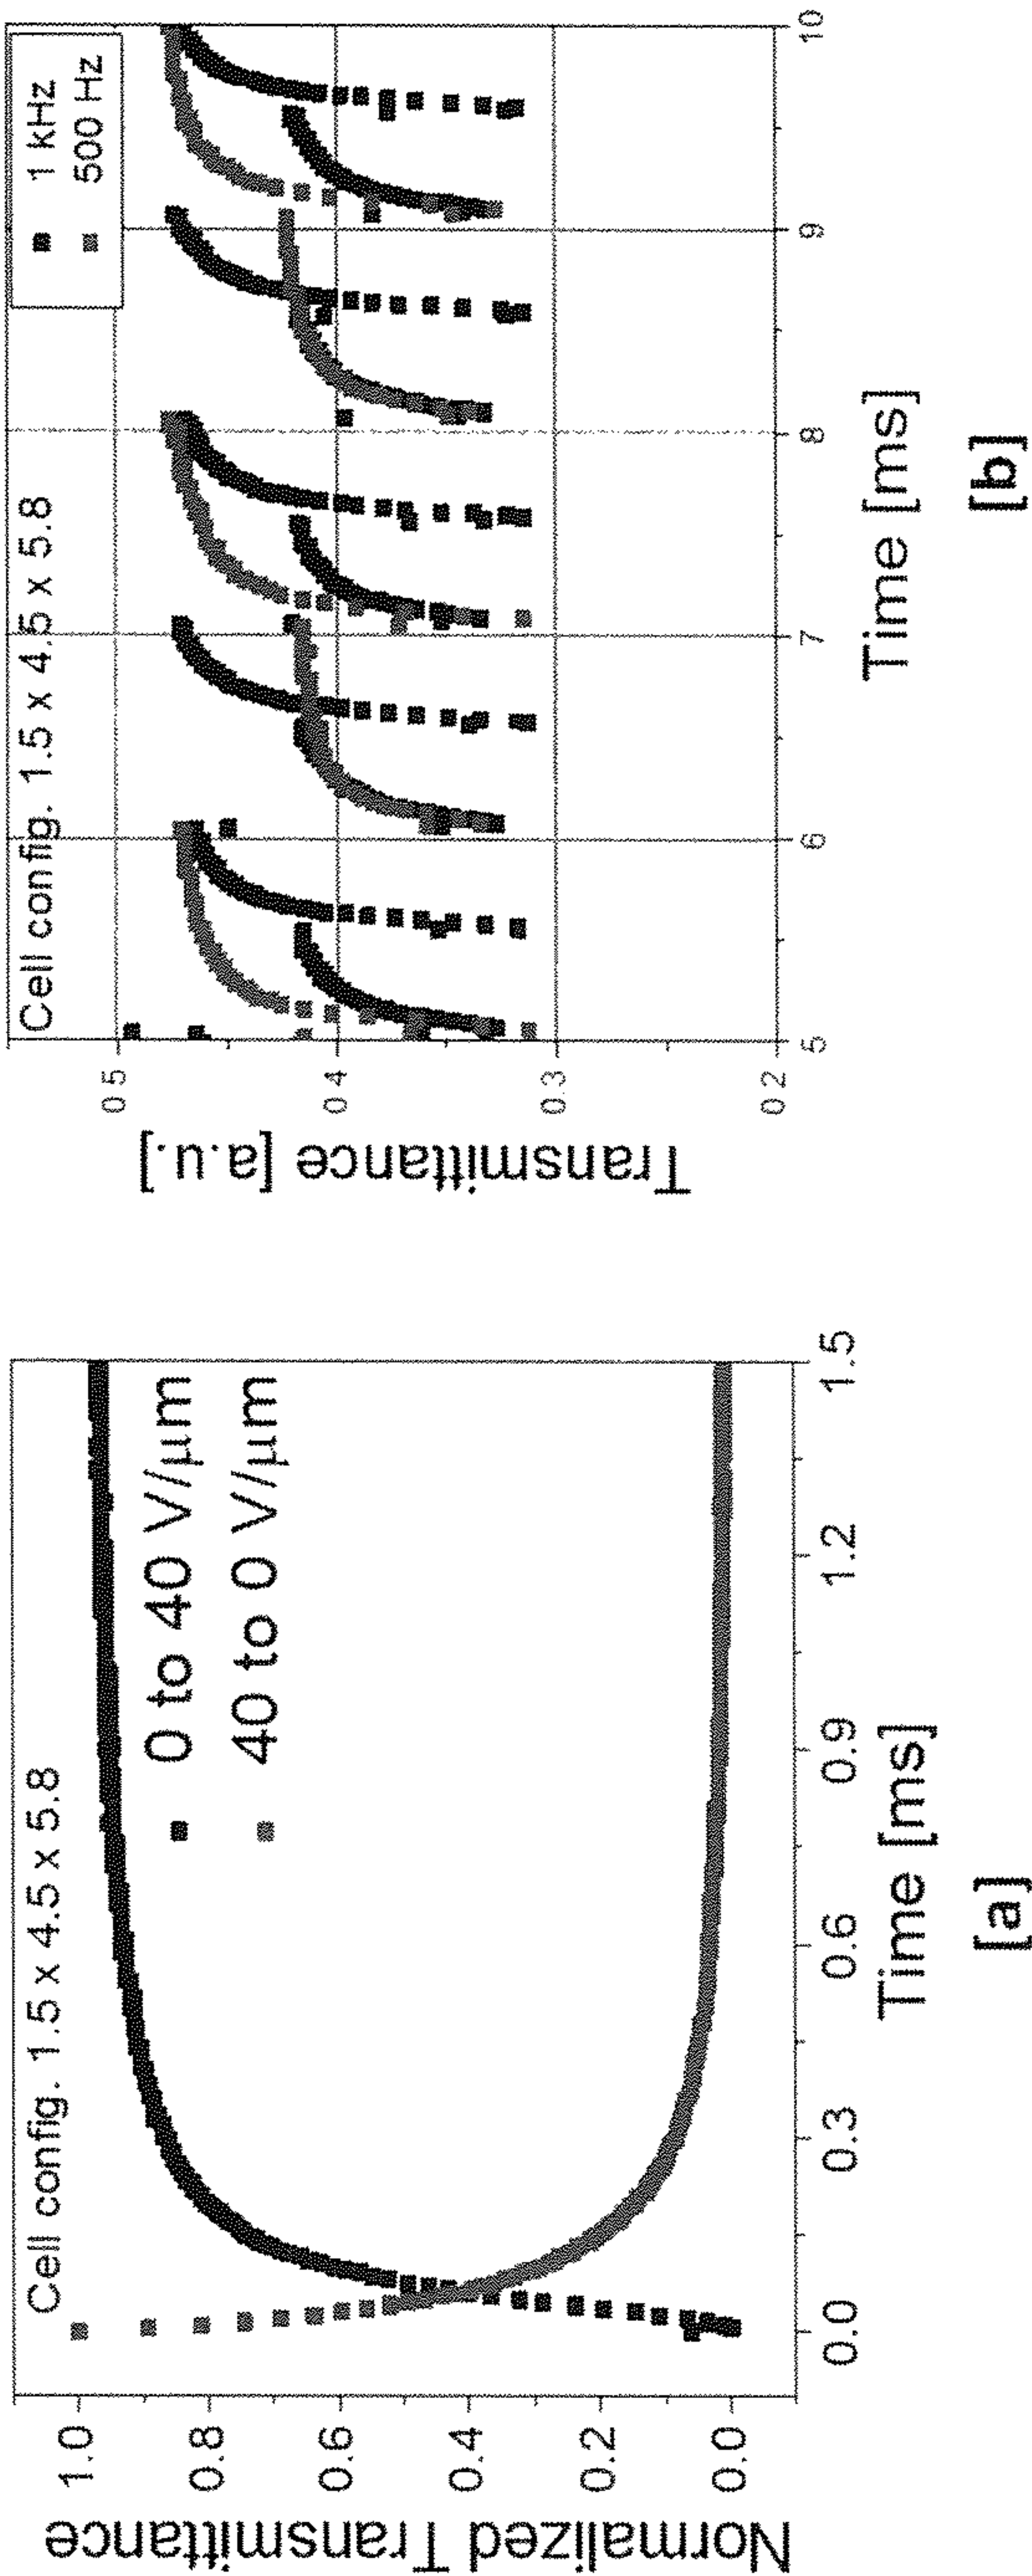 Cell config. 1.5 x 4.5 x 5.8
0 to 40 V/µm
40 to 0 V/µm
Normalized Transmittance
1.0
0.8
0.6
0.4
0.2
0.0
0.0 0.3 0.6 0.9 1.2 1.5
Time [ms]
[a]
Cell config. 1.5 x 4.5 x 5.8
1 kHz
500 Hz
Transmittance [a.u.]
0.5
0.4
0.3
0.2
5 6 7 8 9 10
Time [ms]
[b]